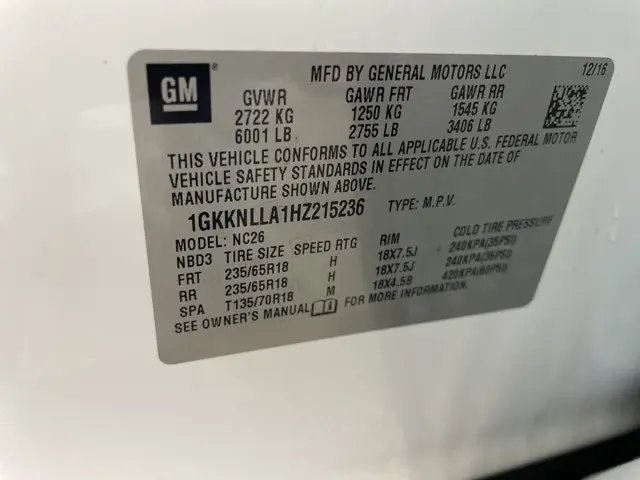 GM
MFD BY GENERAL MOTORS LLC 12/16
GVWR GAWR FRT GAWR RR
2722 KG 1250 KG 1545 KG
6001 LB 2755 LB 3406 LB
THIS VEHICLE CONFORMS TO ALL APPLICABLE U.S. FEDERAL MOTOR
VEHICLE SAFETY STANDARDS IN EFFECT ON THE DATE OF
MANUFACTURE SHOWN ABOVE.
1GKKNLLA1HZ215236 TYPE: M.P.V.
MODEL: NC26
NBD3 TIRE SIZE SPEED RTG RIM COLD TIRE PRESSURE
FRT 235/65R18 H 18X7.5J 240KPA(35PSI)
RR 235/65R18 H 18X7.5J 240KPA(35PSI)
SPA T135/70R18 M 18X4.5B 420KPA(60PSI)
SEE OWNER'S MANUAL FOR MORE INFORMATION.